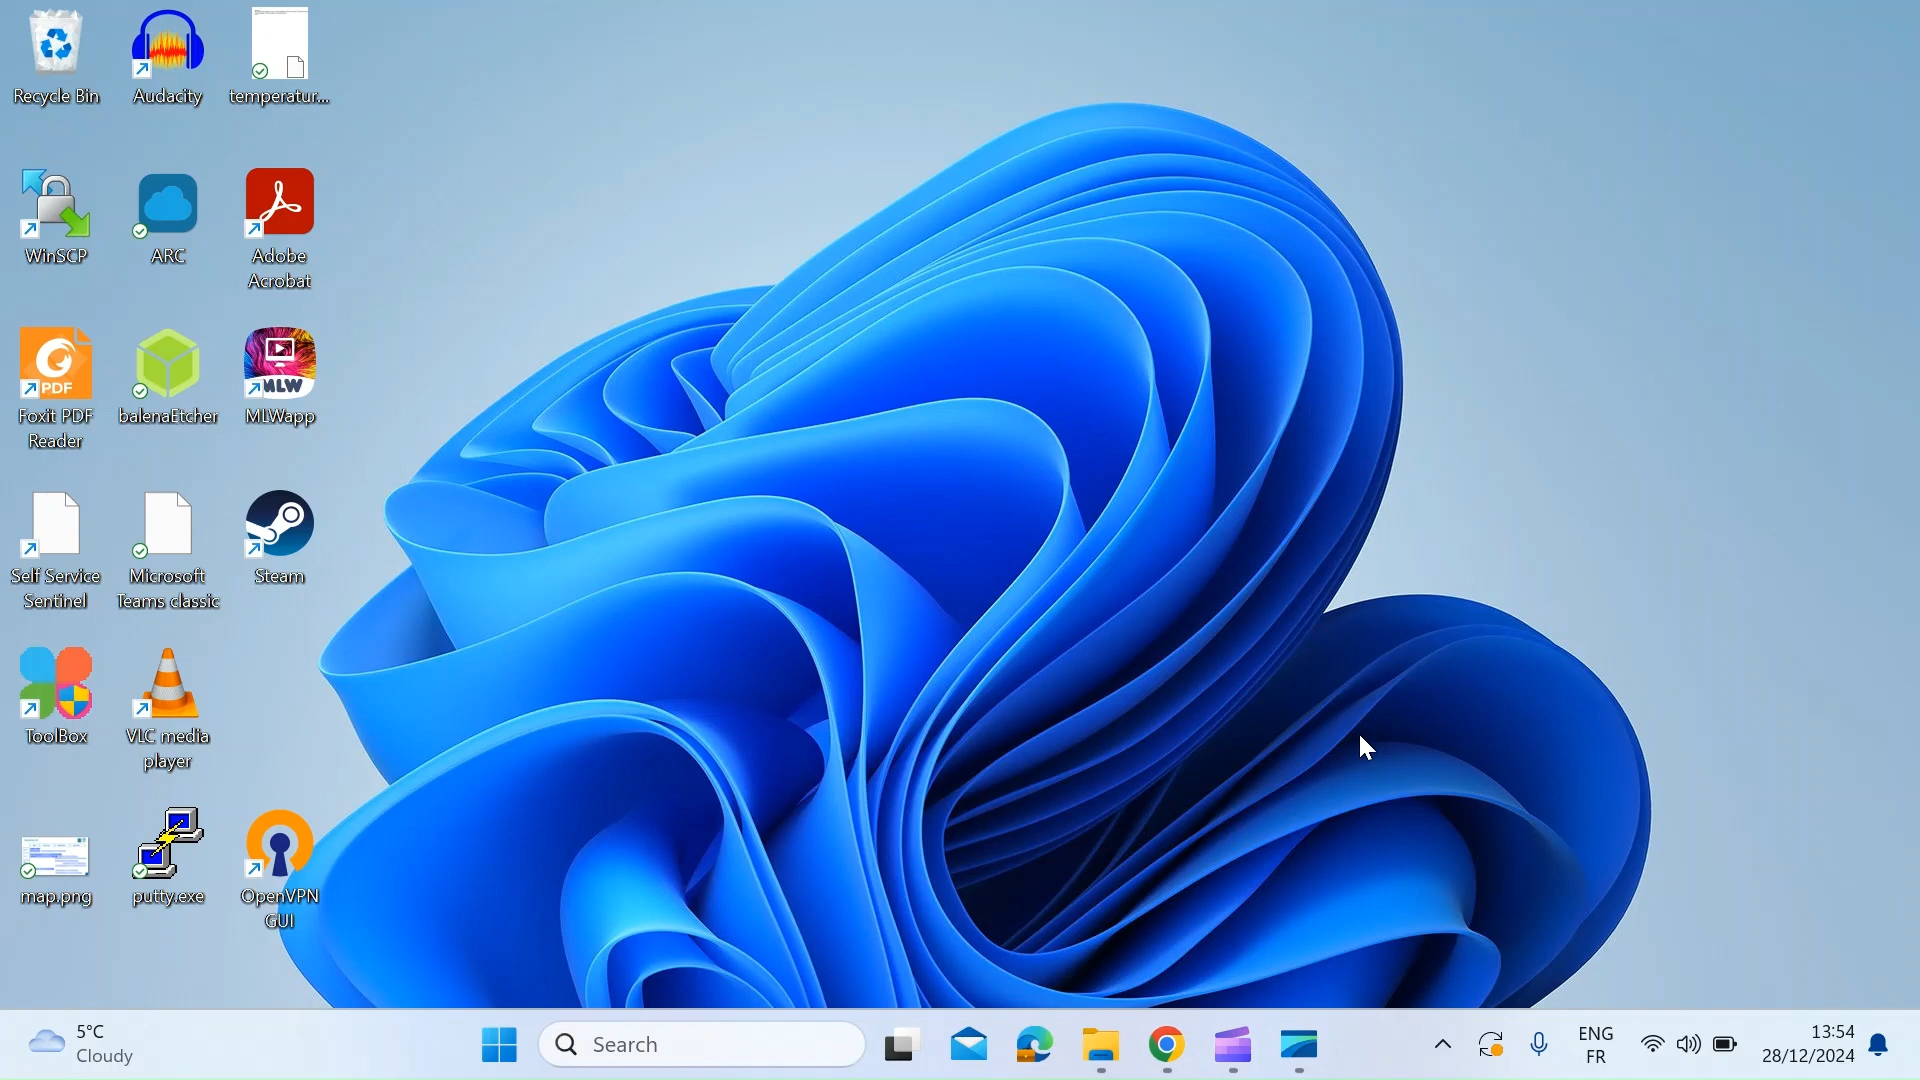 Recycle Bin
Audacity
temperatur...
WinSCP
ARC
Adobe
Acrobat
PDF
Foxit PDF
Reader
balenaEtcher
MLW
MLWapp
Self Service
Sentinel
Microsoft
Teams classic
Steam
ToolBox
VLC media
player
map.png
putty.exe
OpenVPN
GUI
5°C
Cloudy
Search
ENG
FR
13:54
28/12/2024